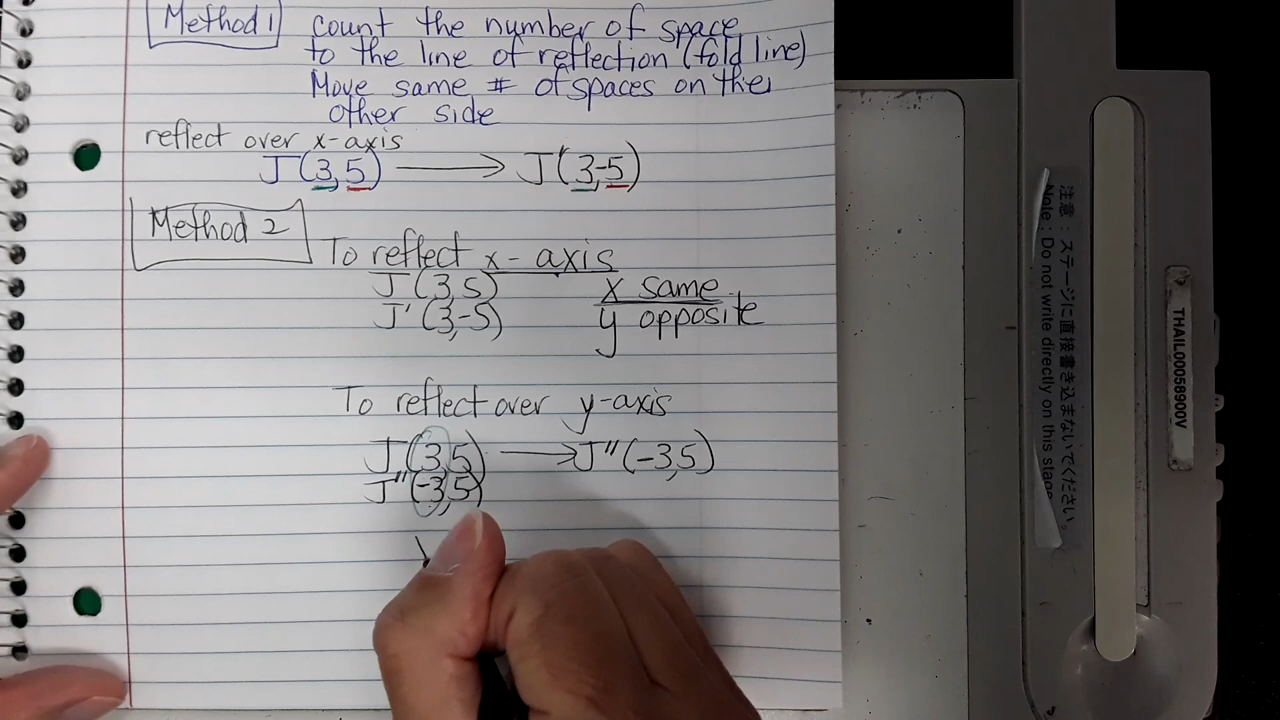 Method 1
count the number of space
to the line of reflection (fold line)
Move same # of spaces on the
other side
reflect over x-axis
J(3,5) → J'(3,-5)
Method 2
To reflect x-axis
J(3,5) x same
J'(3,-5) y opposite
To reflect over y-axis
J(3,5) → J"(-3,5)
J"(-3,5)
注意：ステージに直接書き込まないでください。
Note : Do not write directly on this stage.
THAIL00058900V